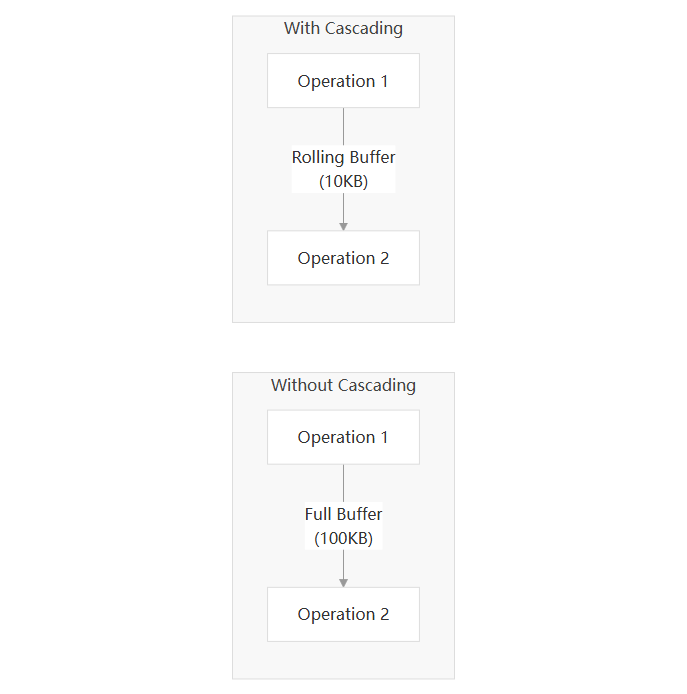 With Cascading
Operation 1
Rolling Buffer
(10KB)
Operation 2
Without Cascading
Operation 1
Full Buffer
(100KB)
Operation 2